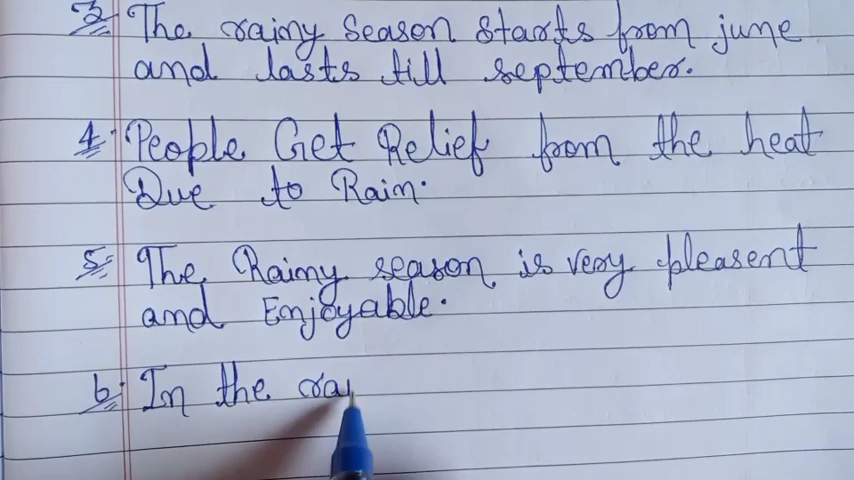 3. The rainy season starts from june
and lasts till september.
4. People Get Relief from the heat
Due to Rain.
5. The Rainy season is very pleasent
and Enjoyable.
6. In the ra